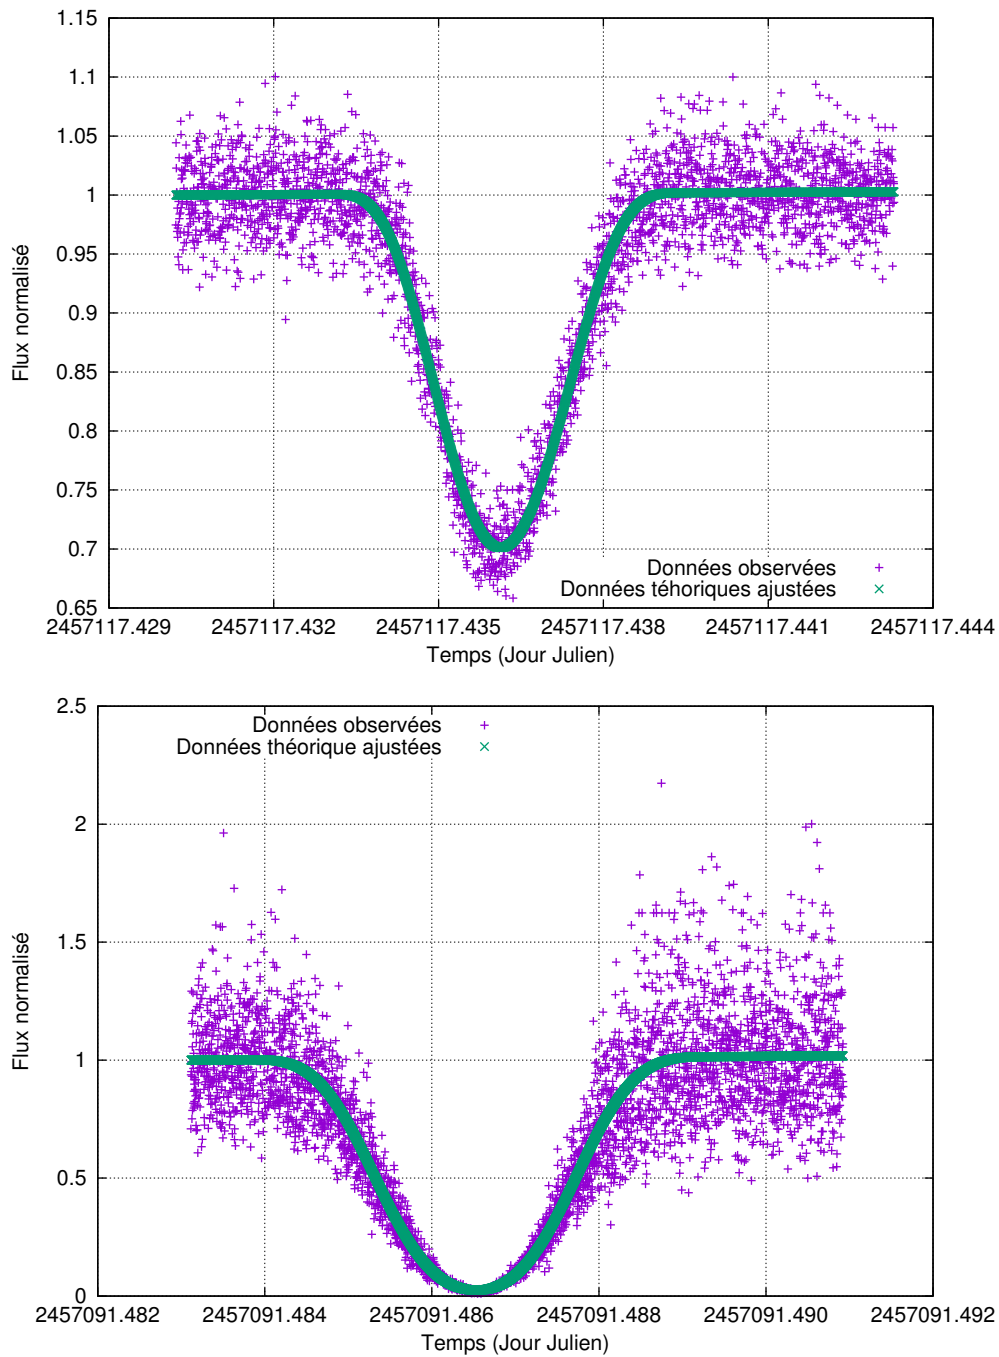 1.15
1.1
1.05
1
0.95
0.9
0.85
0.8
0.75
0.7
0.65
Flux normalisé
Données observées
Données téhoriques ajustées
2457117.429 2457117.432 2457117.435 2457117.438 2457117.441 2457117.444
Temps (Jour Julien)
2.5
2
1.5
1
0.5
0
Flux normalisé
Données observées
Données théorique ajustées
2457091.482 2457091.484 2457091.486 2457091.488 2457091.490 2457091.492
Temps (Jour Julien)